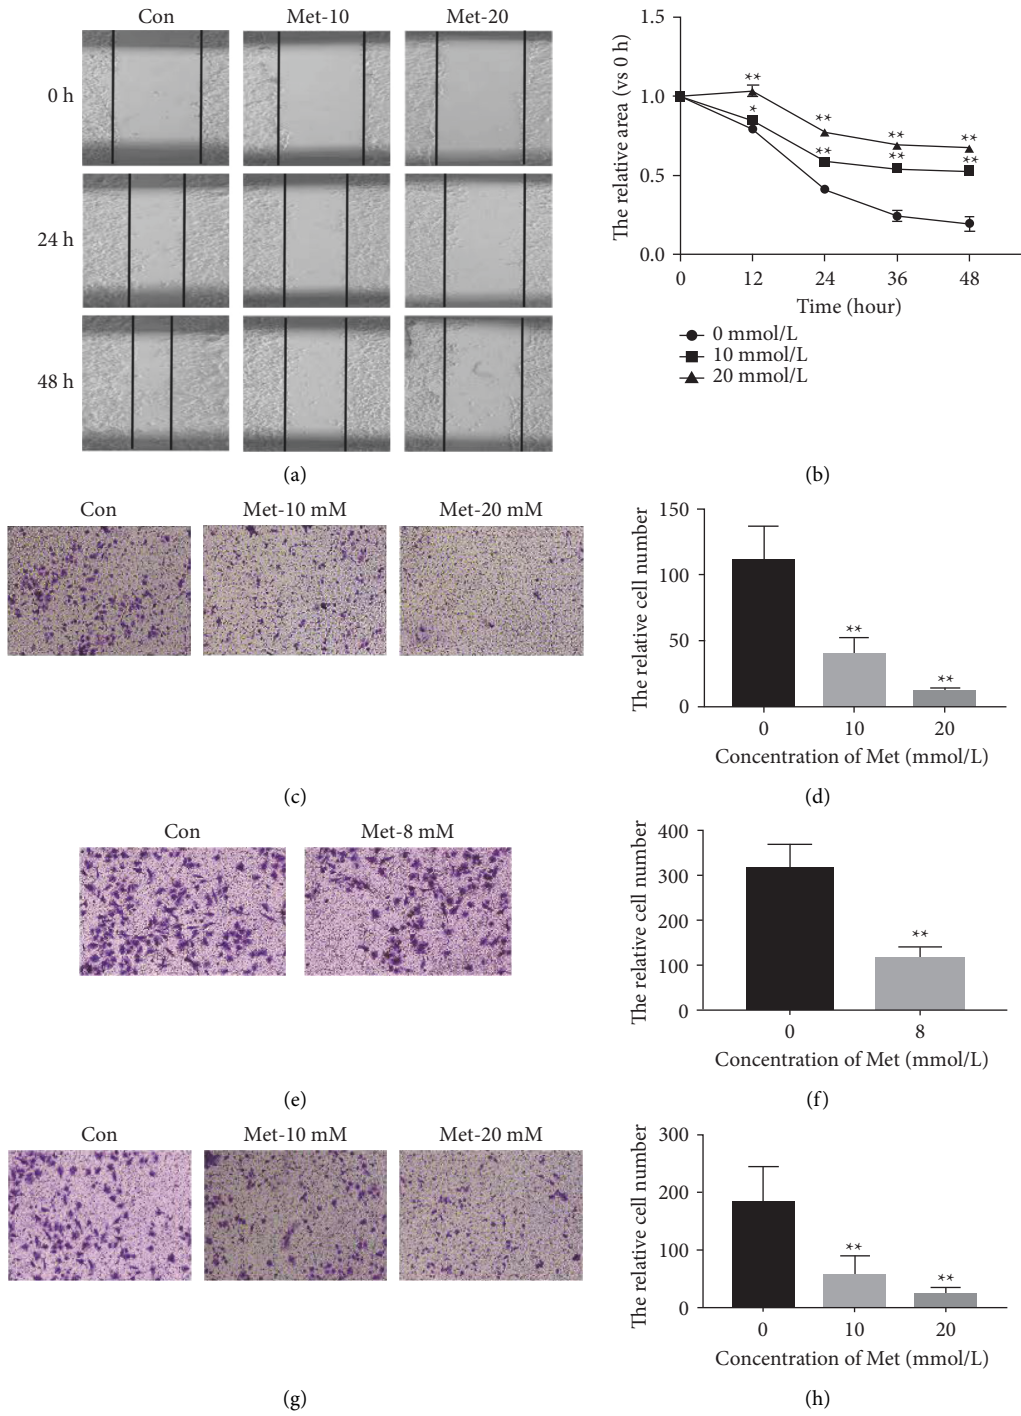 Con Met-10 Met-20
0 h
24 h
48 h
(a)
The relative area (vs 0 h)
1.5
1.0
0.5
0.0
** ** ** **
* ** ** **
0 12 24 36 48
Time (hour)
0 mmol/L
10 mmol/L
20 mmol/L
(b)
Con Met-10 mM Met-20 mM
(c)
The relative cell number
150
100
50
0
**
**
0 10 20
Concentration of Met (mmol/L)
(d)
Con Met-8 mM
(e)
The relative cell number
400
300
200
100
0
**
0 8
Concentration of Met (mmol/L)
(f)
Con Met-10 mM Met-20 mM
(g)
The relative cell number
300
200
100
0
**
**
0 10 20
Concentration of Met (mmol/L)
(h)